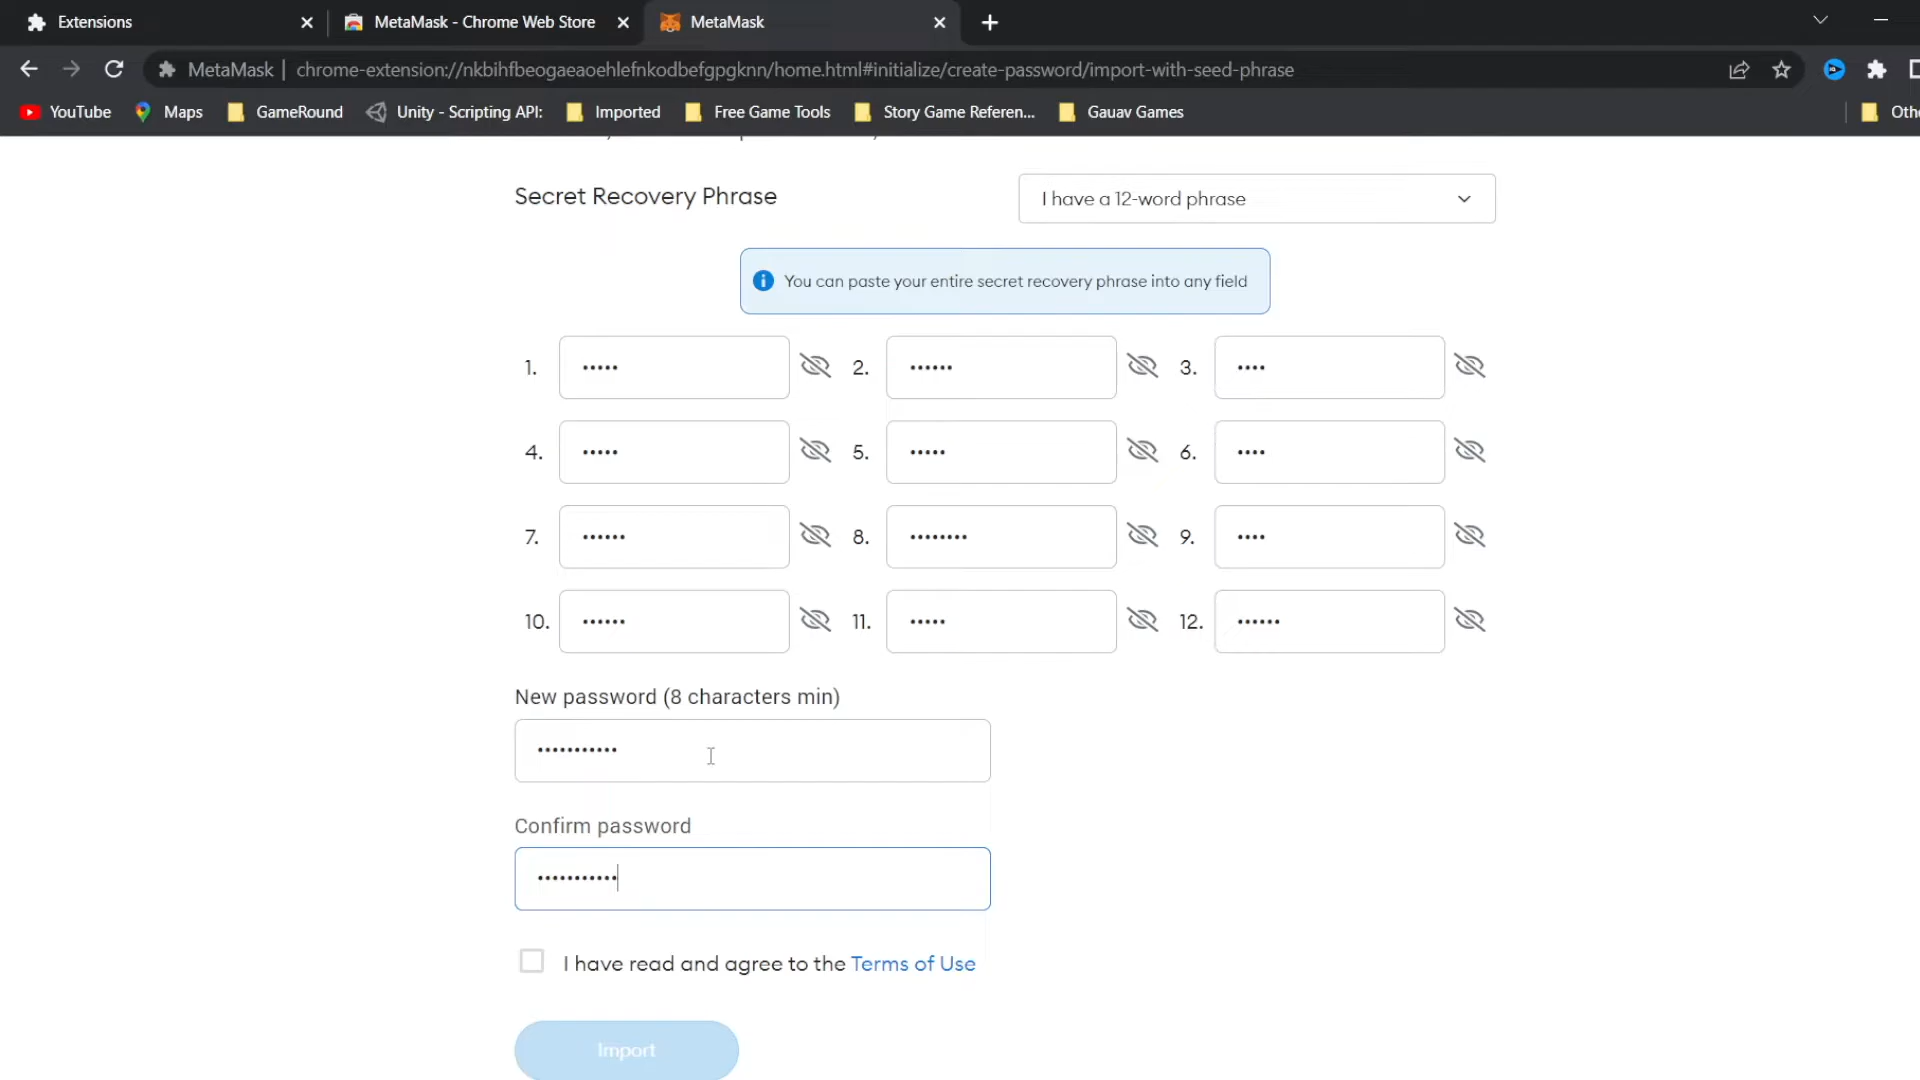 Extensions
MetaMask - Chrome Web Store
MetaMask
MetaMask | chrome-extension://nkbihfbeogaeaoehlefnkodbefgpgknn/home.html#initialize/create-password/import-with-seed-phrase
YouTube
Maps
GameRound
Unity - Scripting API:
Imported
Free Game Tools
Story Game Referen...
Gauav Games
Othe
Secret Recovery Phrase
I have a 12-word phrase
You can paste your entire secret recovery phrase into any field
1. •••••
2. ••••••
3. ••••
4. •••••
5. •••••
6. ••••
7. ••••••
8. ••••••••
9. ••••
10. ••••••
11. •••••
12. ••••••
New password (8 characters min)
•••••••••••
Confirm password
•••••••••••
I have read and agree to the Terms of Use
Import